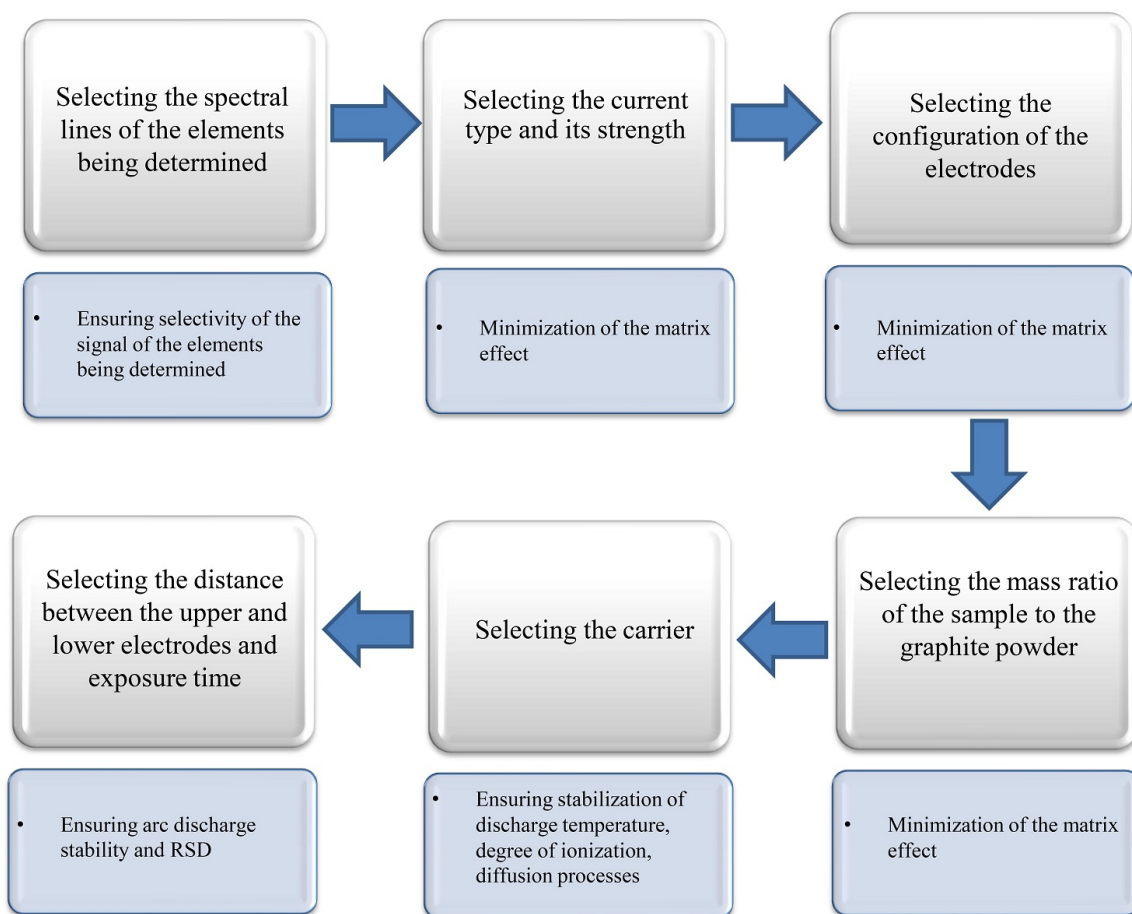 Selecting the spectral
lines of the elements
being determined
• Ensuring selectivity of the
signal of the elements
being determined
Selecting the current
type and its strength
• Minimization of the matrix
effect
Selecting the
configuration of the
electrodes
• Minimization of the matrix
effect
Selecting the mass ratio
of the sample to the
graphite powder
• Minimization of the matrix
effect
Selecting the carrier
• Ensuring stabilization of
discharge temperature,
degree of ionization,
diffusion processes
Selecting the distance
between the upper and
lower electrodes and
exposure time
• Ensuring arc discharge
stability and RSD